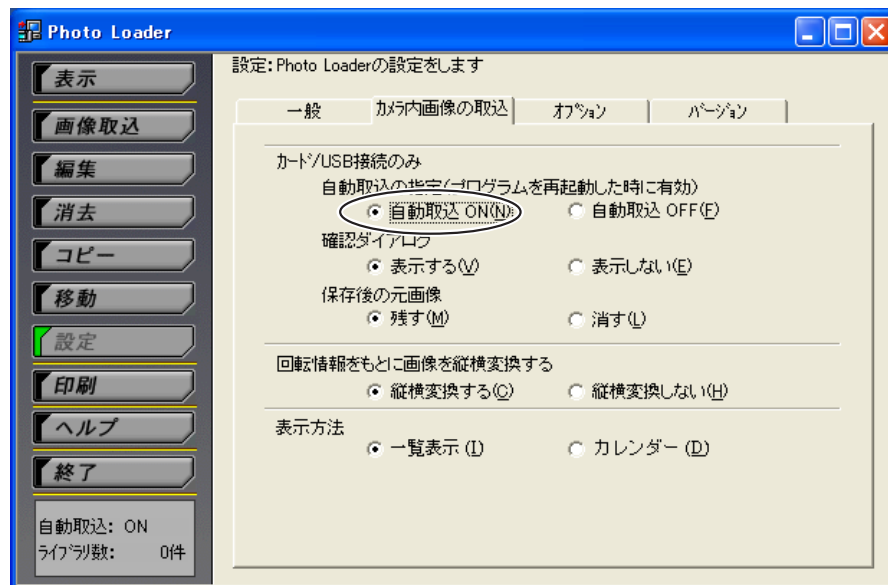 Photo Loader
表示
画像取込
編集
消去
コピー
移動
設定
印刷
ヘルプ
終了
自動取込: ON
ﾗｲﾌﾞﾗﾘ数: 0件
設定:Photo Loaderの設定をします
一般 ｶﾒﾗ内画像の取込 ｵﾌﾟｼｮﾝ ﾊﾞｰｼﾞｮﾝ
ｶｰﾄﾞ/USB接続のみ
自動取込の指定(プログラムを再起動した時に有効)
自動取込 ON(N) 自動取込 OFF(F)
確認ダイアログ
表示する(V) 表示しない(E)
保存後の元画像
残す(M) 消す(L)
回転情報をもとに画像を縦横変換する
縦横変換する(C) 縦横変換しない(H)
表示方法
一覧表示 (I) カレンダー (D)